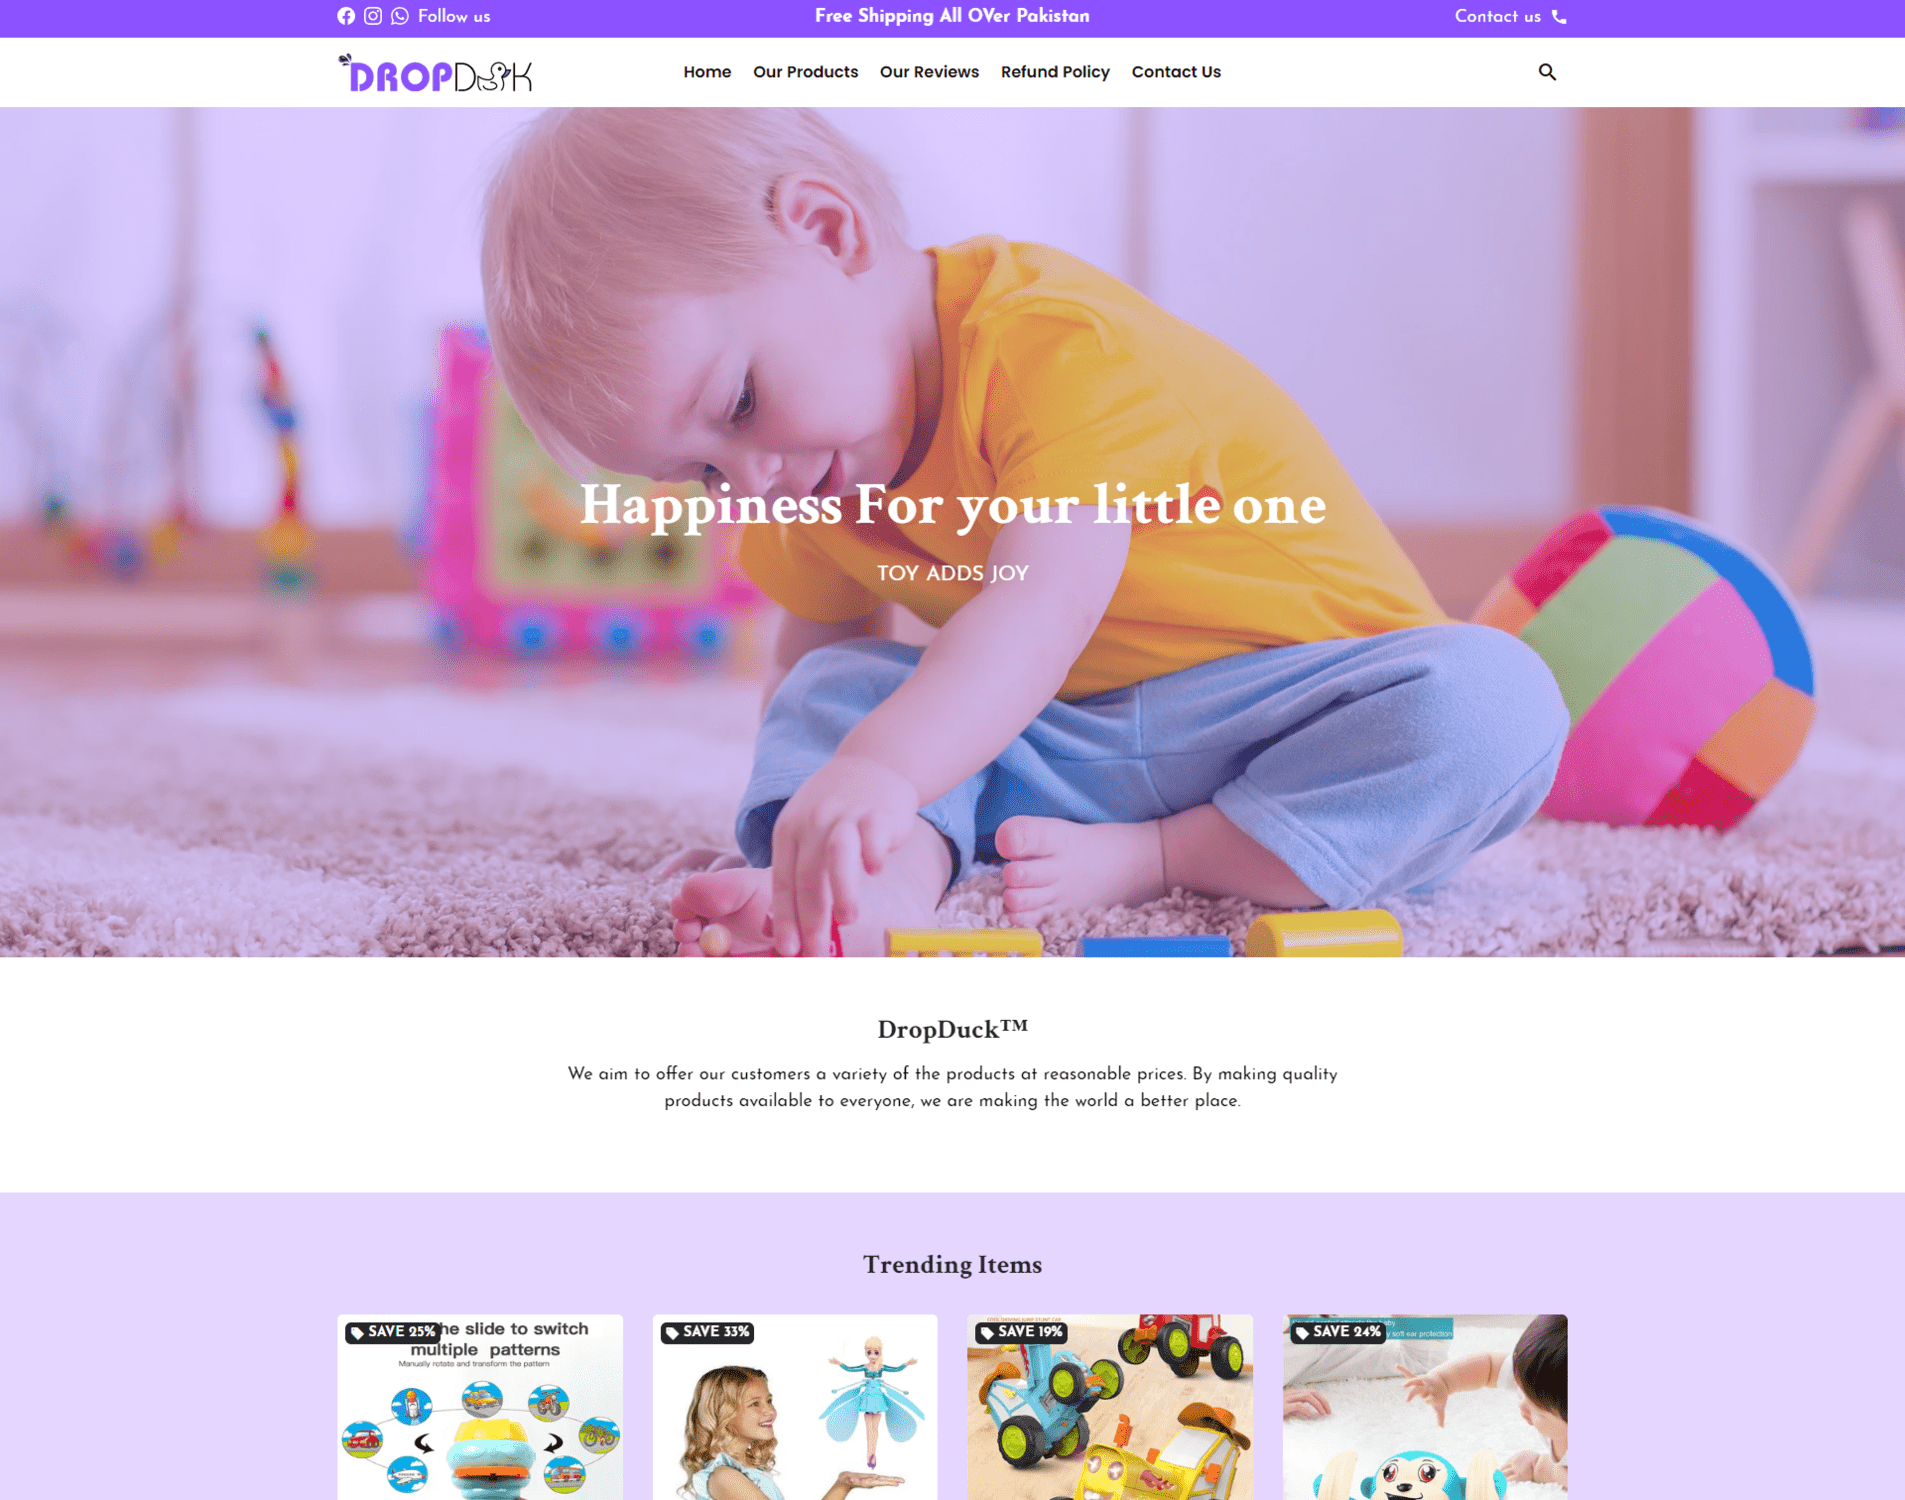 Follow us
Free Shipping All OVer Pakistan
Contact us
DROPDUCK
Home
Our Products
Our Reviews
Refund Policy
Contact Us
Happiness For your little one
TOY ADDS JOY
DropDuck™
We aim to offer our customers a variety of the products at reasonable prices. By making quality
products available to everyone, we are making the world a better place.
Trending Items
SAVE 25%
he slide to switch
multiple patterns
Manually rotate and transform the pattern
SAVE 33%
SAVE 19%
SAVE 24%
soft ear protection